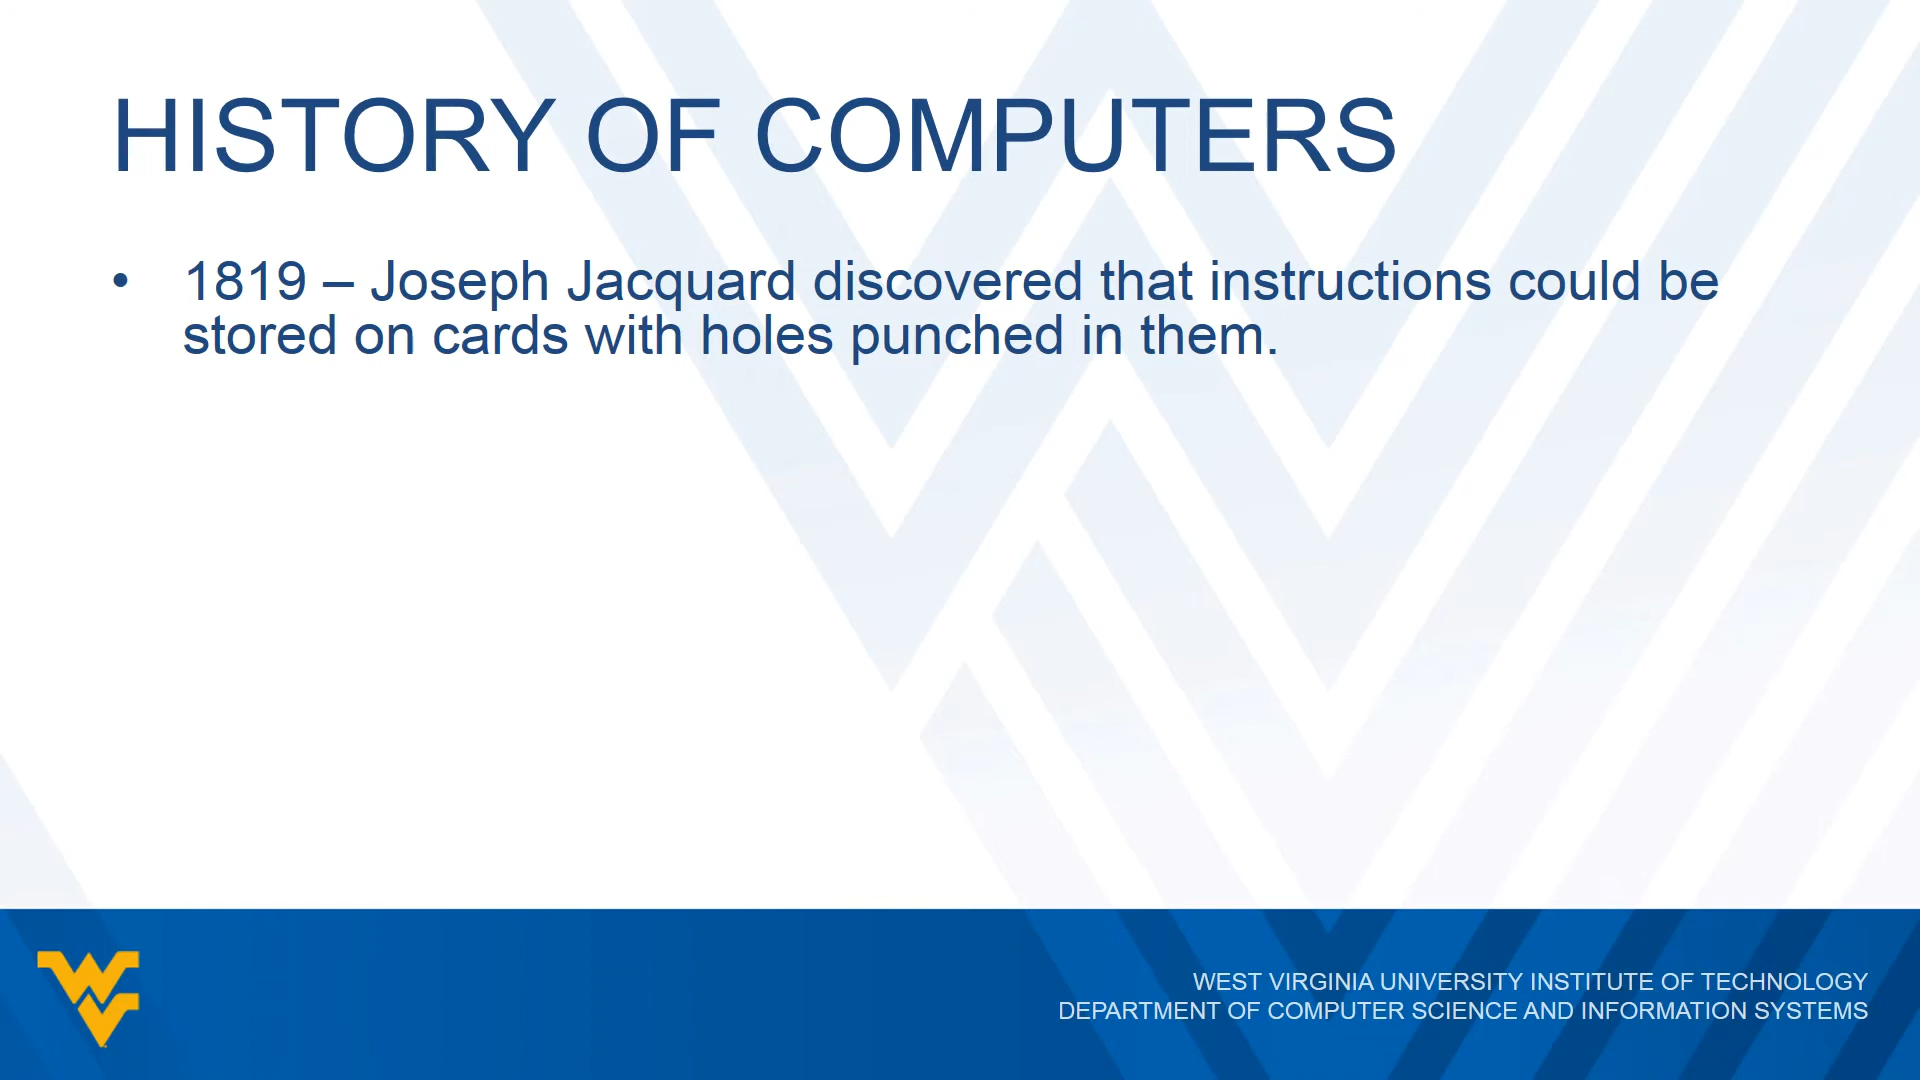 HISTORY OF COMPUTERS
• 1819 – Joseph Jacquard discovered that instructions could be
stored on cards with holes punched in them.
WEST VIRGINIA UNIVERSITY INSTITUTE OF TECHNOLOGY
DEPARTMENT OF COMPUTER SCIENCE AND INFORMATION SYSTEMS